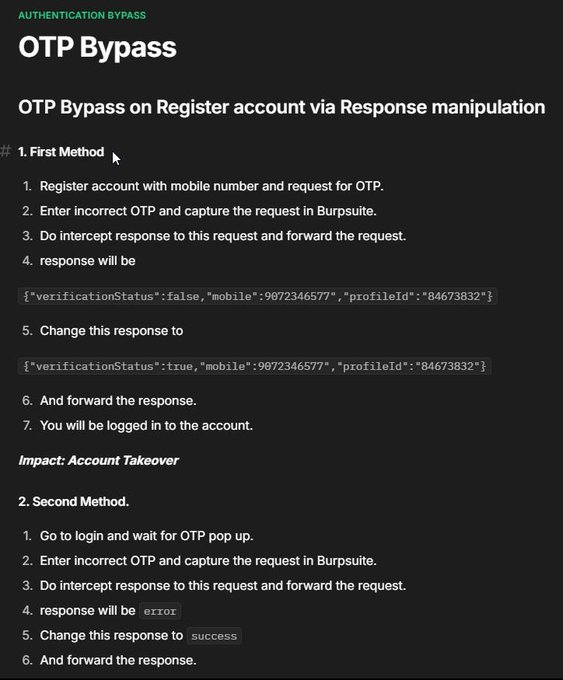 AUTHENTICATION BYPASS
OTP Bypass
OTP Bypass on Register account via Response manipulation
# 1. First Method
1. Register account with mobile number and request for OTP.
2. Enter incorrect OTP and capture the request in Burpsuite.
3. Do intercept response to this request and forward the request.
4. response will be
{"verificationStatus":false,"mobile":9072346577","profileId":"84673832"}
5. Change this response to
{"verificationStatus":true,"mobile":9072346577","profileId":"84673832"}
6. And forward the response.
7. You will be logged in to the account.
Impact: Account Takeover
2. Second Method.
1. Go to login and wait for OTP pop up.
2. Enter incorrect OTP and capture the request in Burpsuite.
3. Do intercept response to this request and forward the request.
4. response will be error
5. Change this response to success
6. And forward the response.